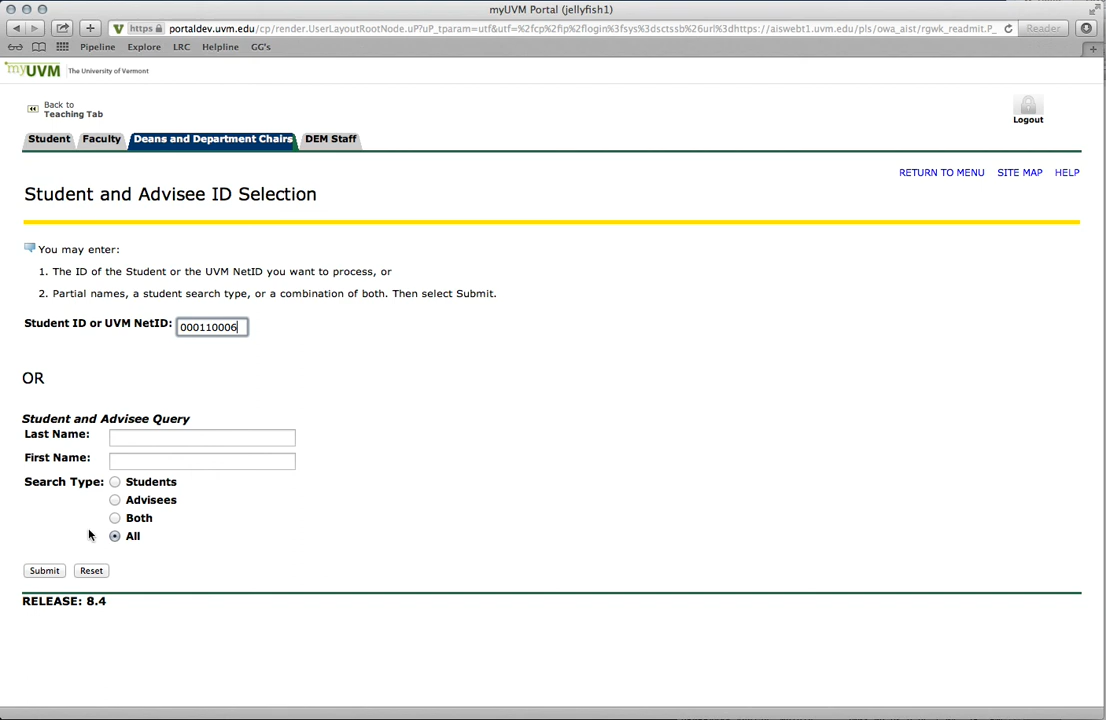 myUVM Portal (jellyfish1)
https portaldev.uvm.edu/cp/render.UserLayoutRootNode.uP?uP_tparam=utf&utf=%2fcp%2fip%2flogin%3fsys%3dsctssb%26url%3dhttps://aiswebt1.uvm.edu/pls/owa_aist/rgwk_readmit.P_ Reader
Pipeline Explore LRC Helpline GG's
myUVM The University of Vermont
Back to
Teaching Tab
Logout
Student Faculty Deans and Department Chairs DEM Staff
RETURN TO MENU SITE MAP HELP
Student and Advisee ID Selection
You may enter:
1. The ID of the Student or the UVM NetID you want to process, or
2. Partial names, a student search type, or a combination of both. Then select Submit.
Student ID or UVM NetID: 000110006
OR
Student and Advisee Query
Last Name:
First Name:
Search Type: Students
Advisees
Both
All
Submit Reset
RELEASE: 8.4